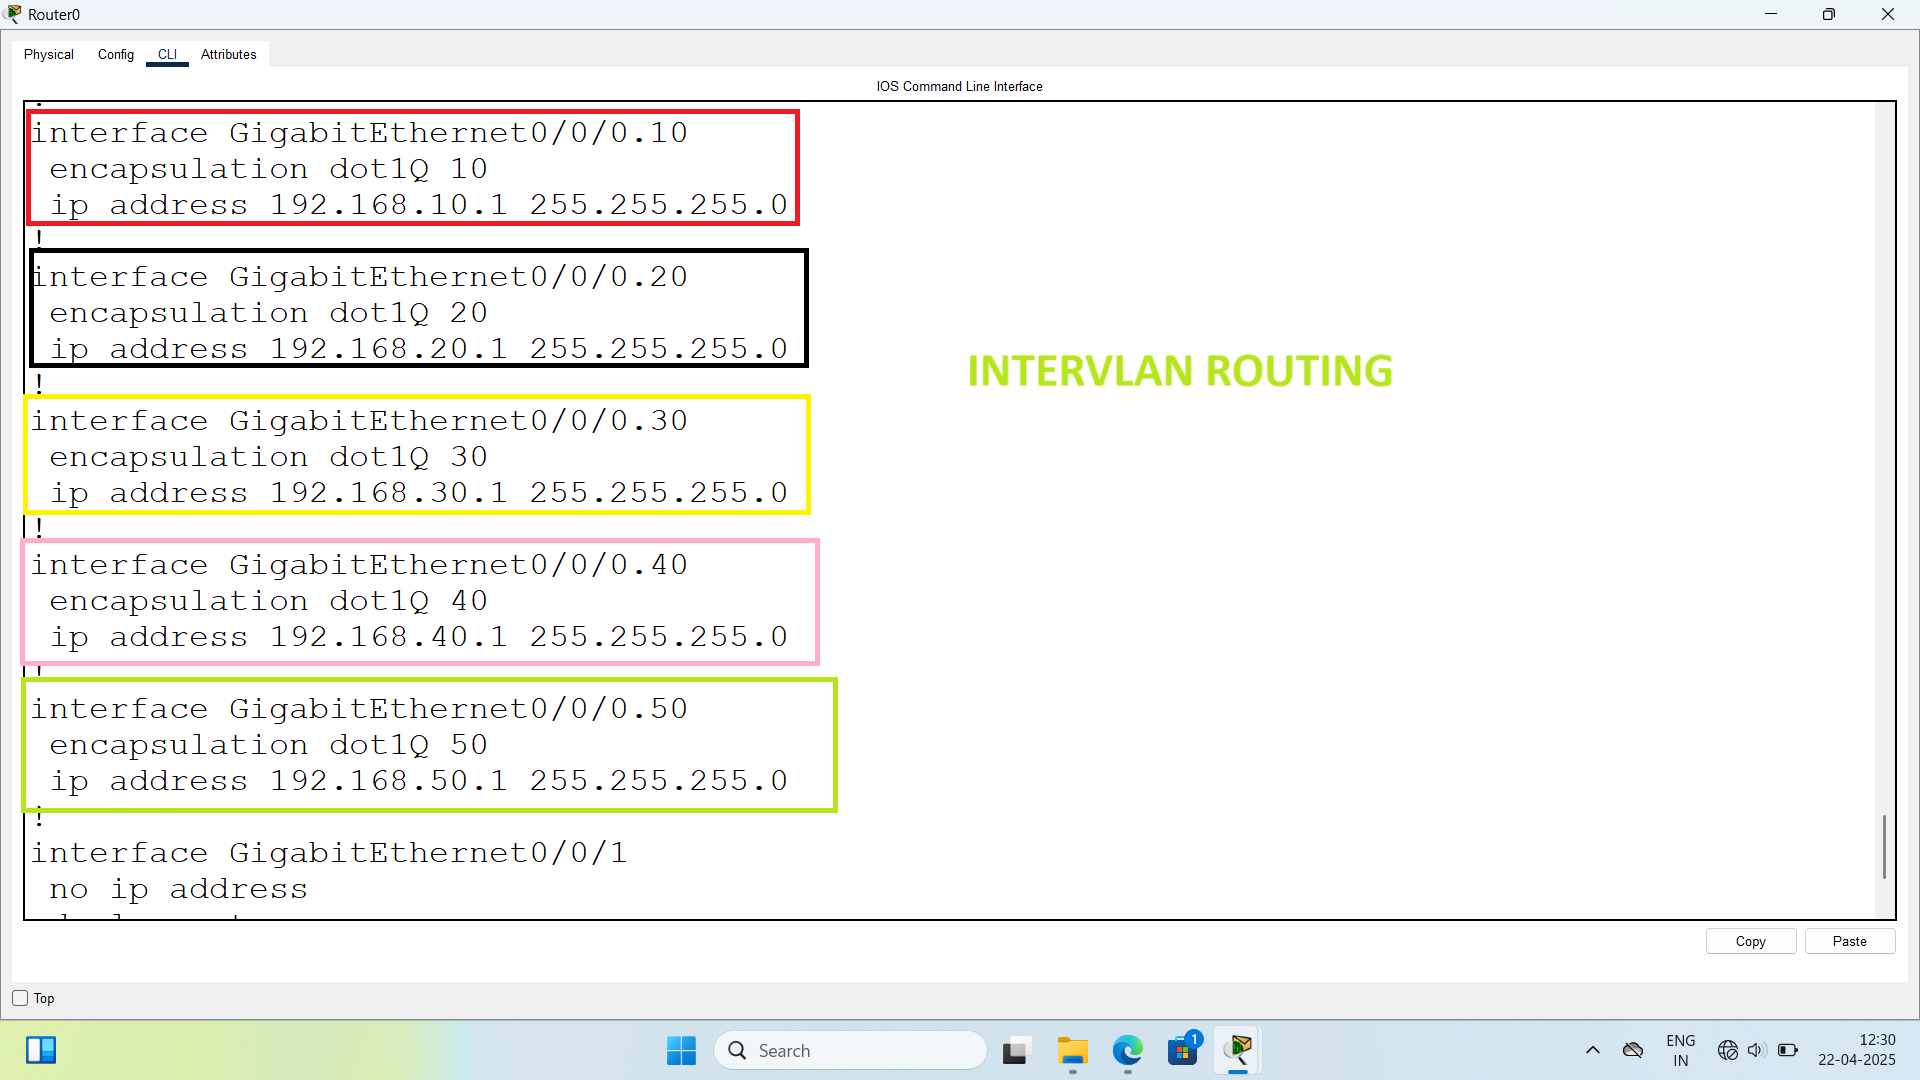 Router0
Physical Config CLI Attributes
IOS Command Line Interface
!
interface GigabitEthernet0/0/0.10
encapsulation dot1Q 10
ip address 192.168.10.1 255.255.255.0
!
interface GigabitEthernet0/0/0.20
encapsulation dot1Q 20
ip address 192.168.20.1 255.255.255.0
!
interface GigabitEthernet0/0/0.30
encapsulation dot1Q 30
ip address 192.168.30.1 255.255.255.0
!
interface GigabitEthernet0/0/0.40
encapsulation dot1Q 40
ip address 192.168.40.1 255.255.255.0
!
interface GigabitEthernet0/0/0.50
encapsulation dot1Q 50
ip address 192.168.50.1 255.255.255.0
!
interface GigabitEthernet0/0/1
no ip address
INTERVLAN ROUTING
Copy Paste
Top
Search
1
ENG
IN
12:30
22-04-2025